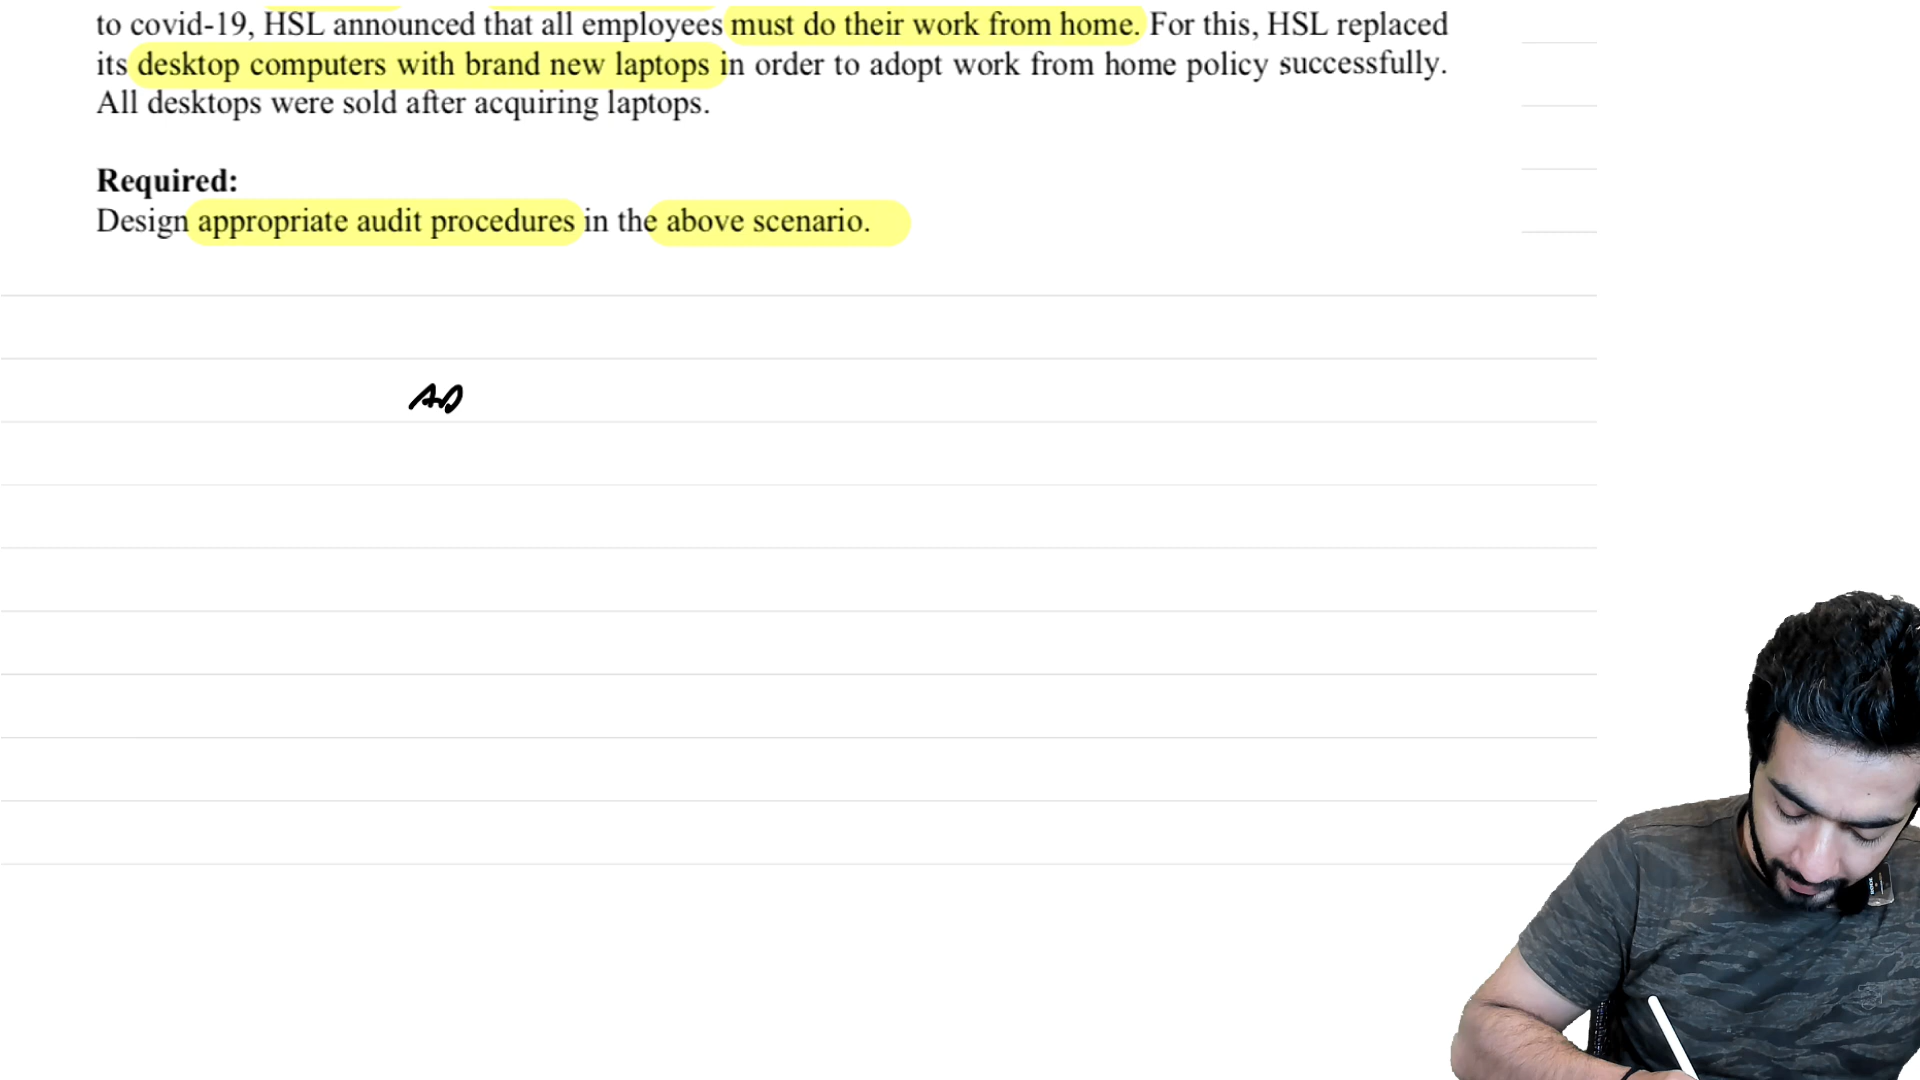 to covid-19, HSL announced that all employees must do their work from home. For this, HSL replaced
its desktop computers with brand new laptops in order to adopt work from home policy successfully.
All desktops were sold after acquiring laptops.
Required:
Design appropriate audit procedures in the above scenario.